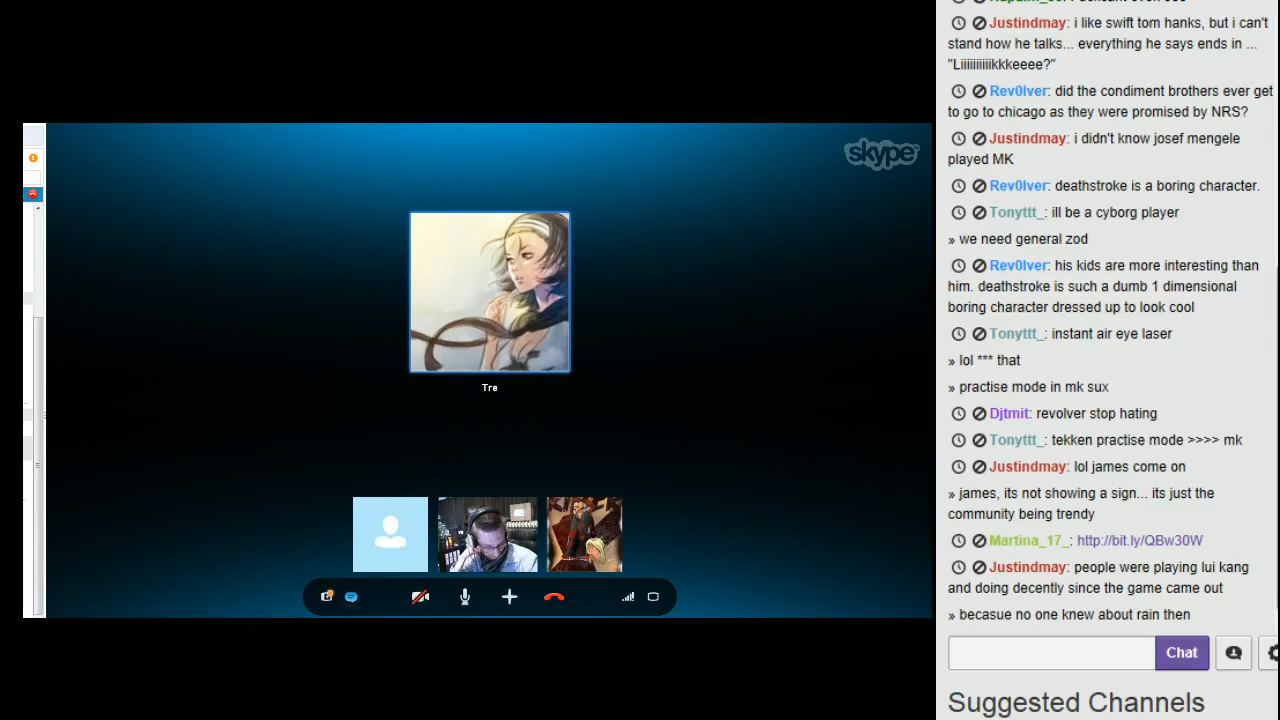 skype
Tre
Justindmay: i like swift tom hanks, but i can't
stand how he talks... everything he says ends in ...
"Liiiiiiiiiikkkeeee?"
Rev0lver: did the condiment brothers ever get
to go to chicago as they were promised by NRS?
Justindmay: i didn't know josef mengele
played MK
Rev0lver: deathstroke is a boring character.
Tonyttt_: ill be a cyborg player
» we need general zod
Rev0lver: his kids are more interesting than
him. deathstroke is such a dumb 1 dimensional
boring character dressed up to look cool
Tonyttt_: instant air eye laser
» lol *** that
» practise mode in mk sux
Djtmit: revolver stop hating
Tonyttt_: tekken practise mode >>>> mk
Justindmay: lol james come on
» james, its not showing a sign... its just the
community being trendy
Martina_17_: http://bit.ly/QBw30W
Justindmay: people were playing lui kang
and doing decently since the game came out
» becasue no one knew about rain then
Chat
Suggested Channels